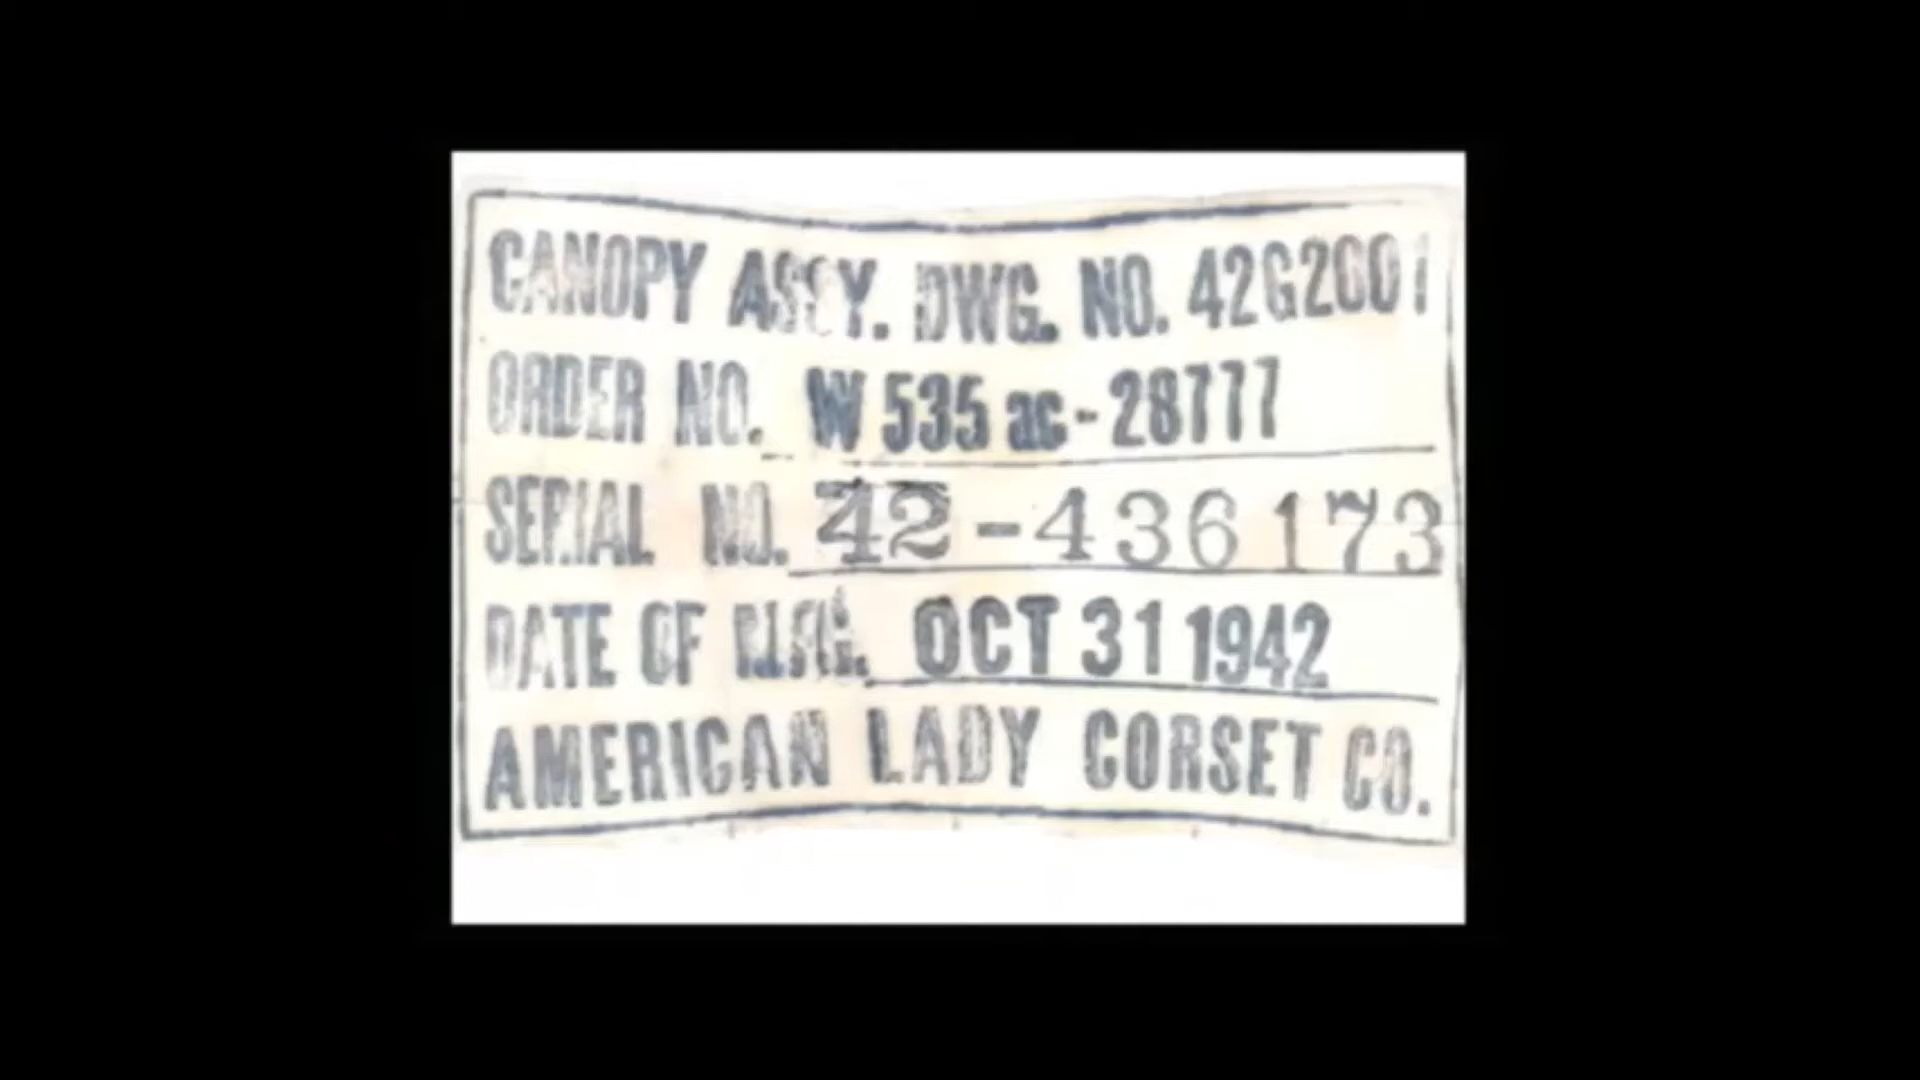 CANOPY ASSY. DWG. NO. 42G2001
ORDER NO. W 535 ac-28777
SERIAL NO. 42-436173
DATE OF MFG. OCT 31 1942
AMERICAN LADY CORSET CO.